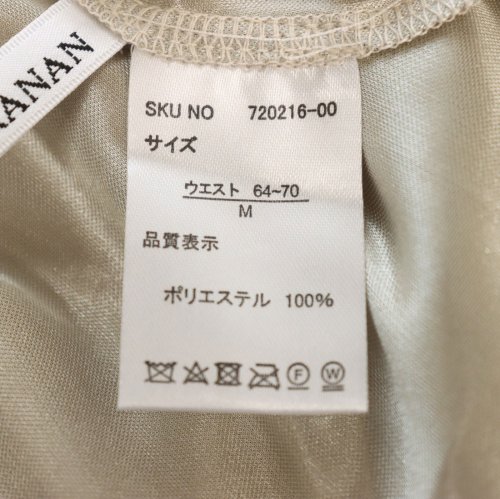 ANAN
SKU NO 720216-00
サイズ
ウエスト 64~70
M
品質表示
ポリエステル 100%
F W